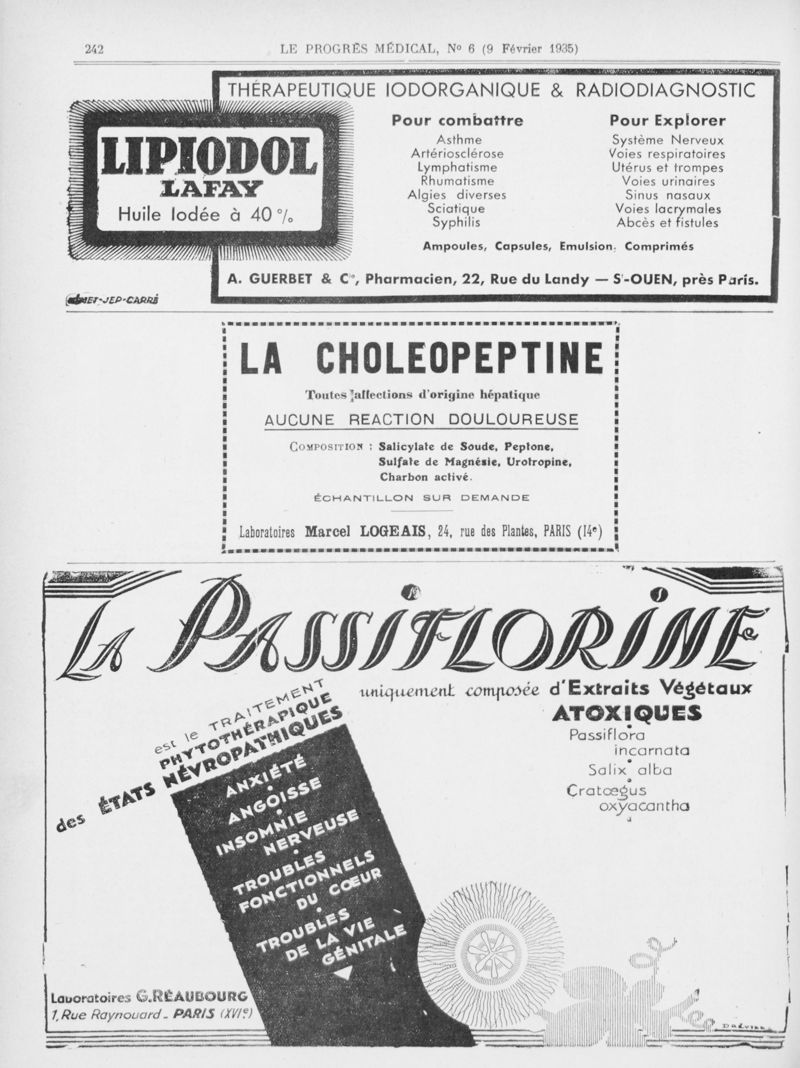 242
LE PROGRÈS MÉDICAL, No 6 (9 Février 1935)
THÉRAPEUTIQUE IODORGANIQUE & RADIODIAGNOSTIC
LIPIODOL
LAFAY
Huile Iodée à 40 %
Pour combattre
Asthme
Artériosclérose
Lymphatisme
Rhumatisme
Algies diverses
Sciatique
Syphilis
Pour Explorer
Système Nerveux
Voies respiratoires
Utérus et trompes
Voies urinaires
Sinus nasaux
Voies lacrymales
Abcès et fistules
Ampoules, Capsules, Emulsion, Comprimés
A. GUERBET & Cie, Pharmacien, 22, Rue du Landy — St-OUEN, près Paris.
-JEP-CARRÉ
LA CHOLEOPEPTINE
Toutes affections d'origine hépatique
AUCUNE REACTION DOULOUREUSE
COMPOSITION : Salicylate de Soude, Peptone,
Sulfate de Magnésie, Urotropine,
Charbon activé.
ÉCHANTILLON SUR DEMANDE
Laboratoires Marcel LOGEAIS, 24, rue des Plantes, PARIS (14e)
LA PASSIFLORINE
uniquement composée d'Extraits Végétaux
ATOXIQUES
Passiflora
incarnata
Salix alba
Cratœgus
oxyacantha
est le TRAITEMENT
PHYTOTHÉRAPIQUE
des ÉTATS NÉVROPATHIQUES
ANXIÉTÉ
ANGOISSE
INSOMNIE
NERVEUSE
TROUBLES
FONCTIONNELS
DU CŒUR
TROUBLES
DE LA VIE
GÉNITALE
Laboratoires G. RÉAUBOURG
1, Rue Raynouard - PARIS (XVIe)